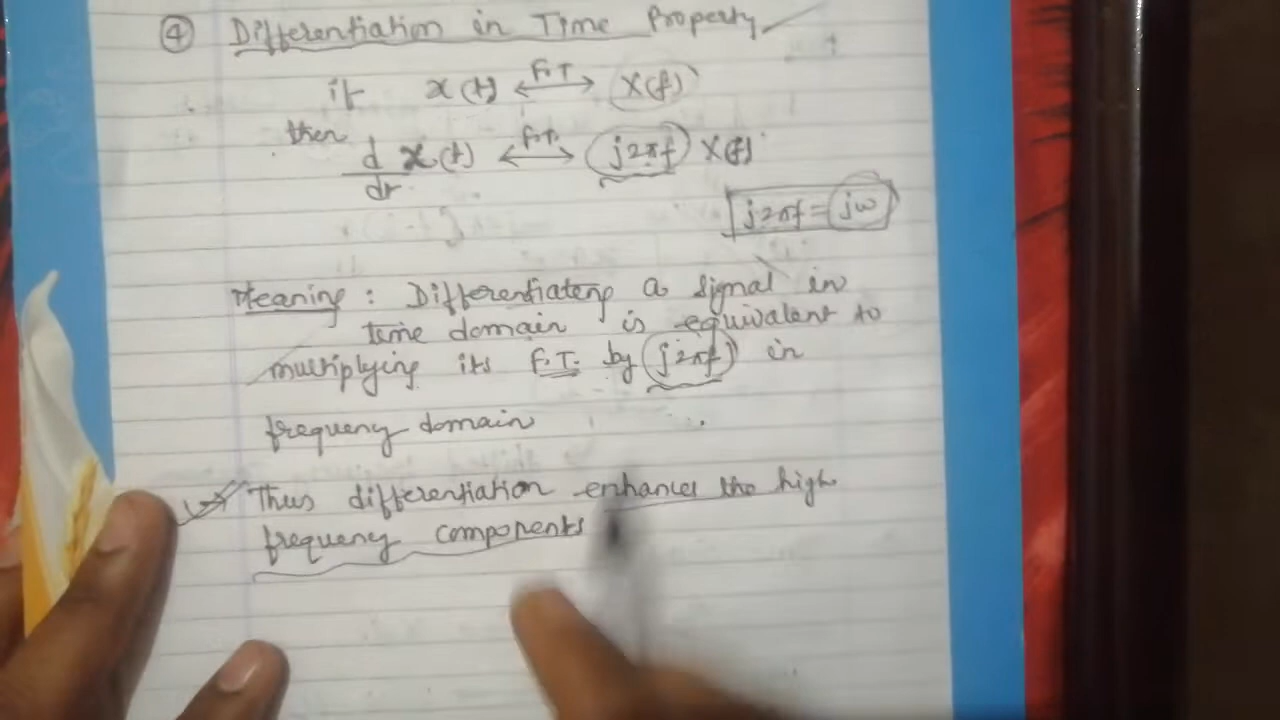 ④ Differentiation in Time Property
if x(t) ⟷ X(f)
F.T
then d/dt x(t) ⟷ j2πf X(f)
F.T.
j2πf = jω
Meaning : Differentiating a signal in
time domain is equivalent to
multiplying its F.T. by (j2πf) in
frequency domain
Thus differentiation enhances the high
frequency components